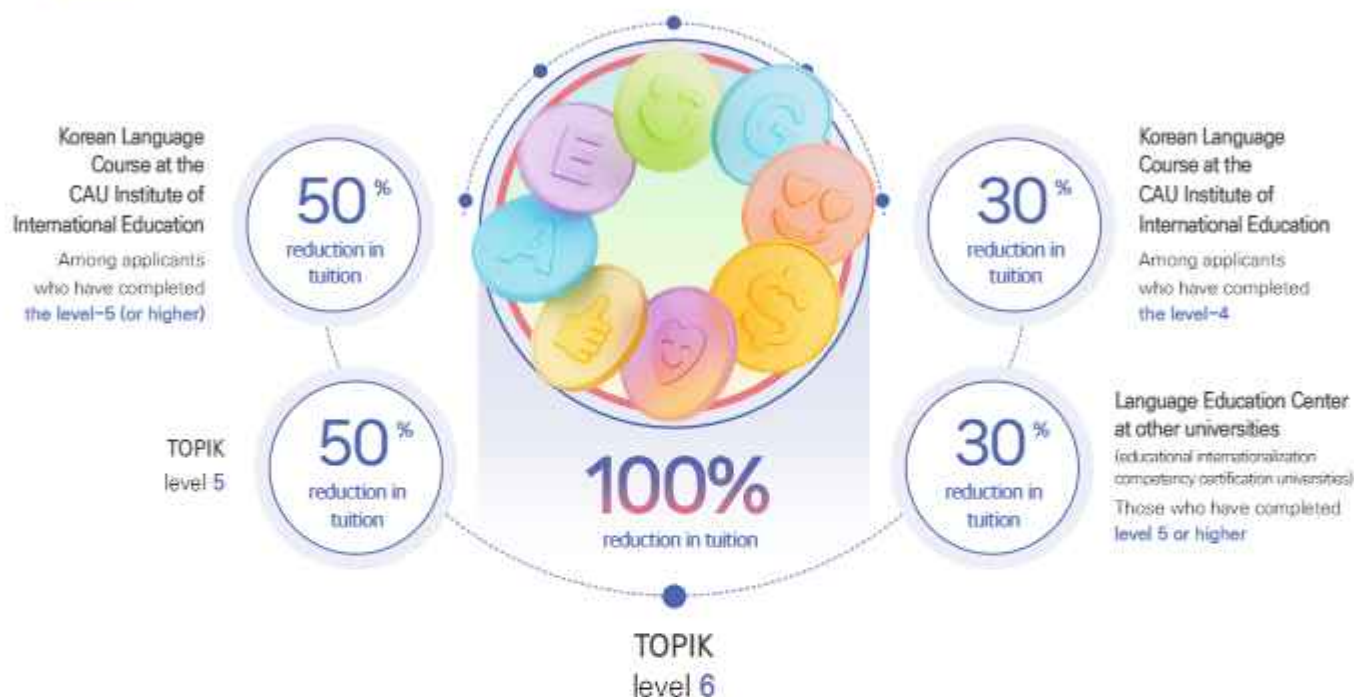 Korean Language
Course at the
CAU Institute of
International Education
Among applicants
who have completed
the level-5 (or higher)
50%
reduction in
tuition
TOPIK
level 5
50%
reduction in
tuition
E
G
A
$
100%
reduction in tuition
TOPIK
level 6
30%
reduction in
tuition
Korean Language
Course at the
CAU Institute of
International Education
Among applicants
who have completed
the level-4
30%
reduction in
tuition
Language Education Center
at other universities
(educational internationalization
competency certification universities)
Those who have completed
level 5 or higher